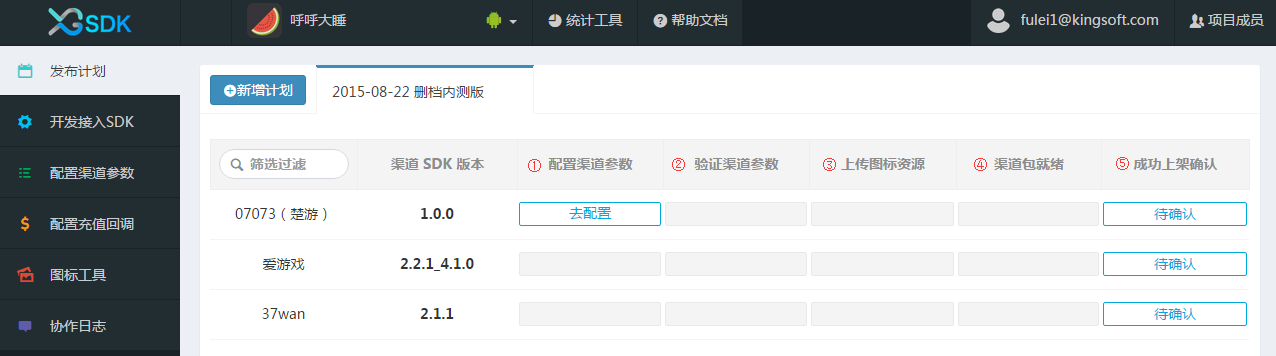 XGSDK
呼呼大睡
统计工具
帮助文档
fulei1@kingsoft.com
项目成员
发布计划
开发接入SDK
配置渠道参数
配置充值回调
图标工具
协作日志
新增计划
2015-08-22 删档内测版
筛选过滤
渠道 SDK 版本
① 配置渠道参数
② 验证渠道参数
③ 上传图标资源
④ 渠道包就绪
⑤ 成功上架确认
07073（楚游）
1.0.0
去配置
待确认
爱游戏
2.2.1_4.1.0
待确认
37wan
2.1.1
待确认